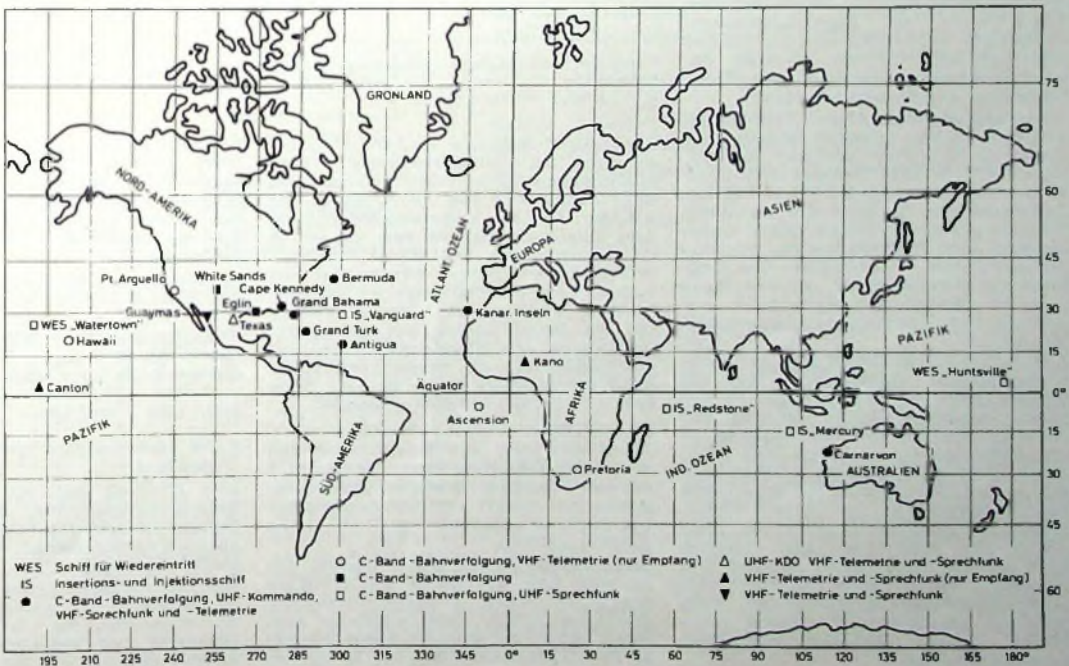 GRONLAND
75
NORD-AMERIKA
60
ASIEN
ATLANT. OZEAN
EUROPA
45
Pt. Arguello
White Sands
Bermuda
Cape Kennedy
Eglin
Grand Bahama
Guaymas
Texas
IS „Vanguard"
Kanar. Inseln
30
WES „Watertown"
Grand Turk
Hawaii
Antigua
PAZIFIK
15
Kano
WES „Huntsville"
Canton
Äquator
0°
AFRIKA
Ascension
IS „Redstone"
PAZIFIK
SÜD-AMERIKA
IS „Mercury"
15
Carnarvon
Pretoria
IND. OZEAN
AUSTRALIEN
30
45
WES Schiff für Wiedereintritt
IS Insertions- und Injektionsschiff
● C-Band-Bahnverfolgung, UHF-Kommando,
VHF-Sprechfunk und -Telemetrie
○ C-Band-Bahnverfolgung, VHF-Telemetrie (nur Empfang)
■ C-Band-Bahnverfolgung
□ C-Band-Bahnverfolgung, UHF-Sprechfunk
△ UHF-KDO VHF-Telemetrie und -Sprechfunk
▲ VHF-Telemetrie und -Sprechfunk (nur Empfang)
▼ VHF-Telemetrie und -Sprechfunk
60
195 210 225 240 255 270 285 300 315 330 345 0° 15 30 45 60 75 90 105 120 135 150 165 180°